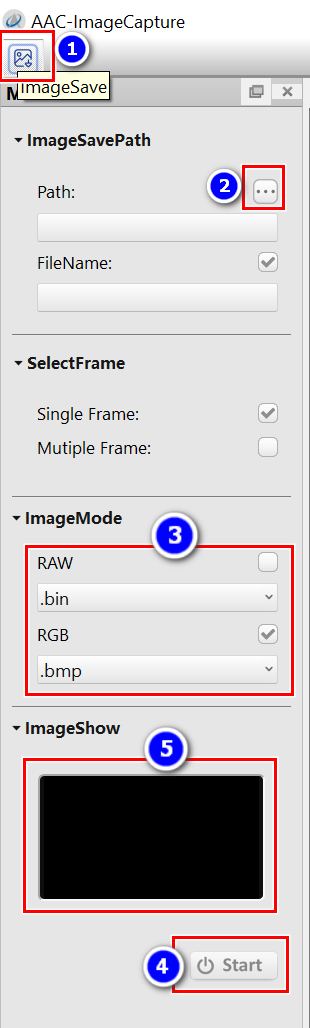 AAC-ImageCapture
1
ImageSave
M
ImageSavePath
Path:
2
FileName:
SelectFrame
Single Frame:
Mutiple Frame:
ImageMode
3
RAW
.bin
RGB
.bmp
ImageShow
5
4
Start